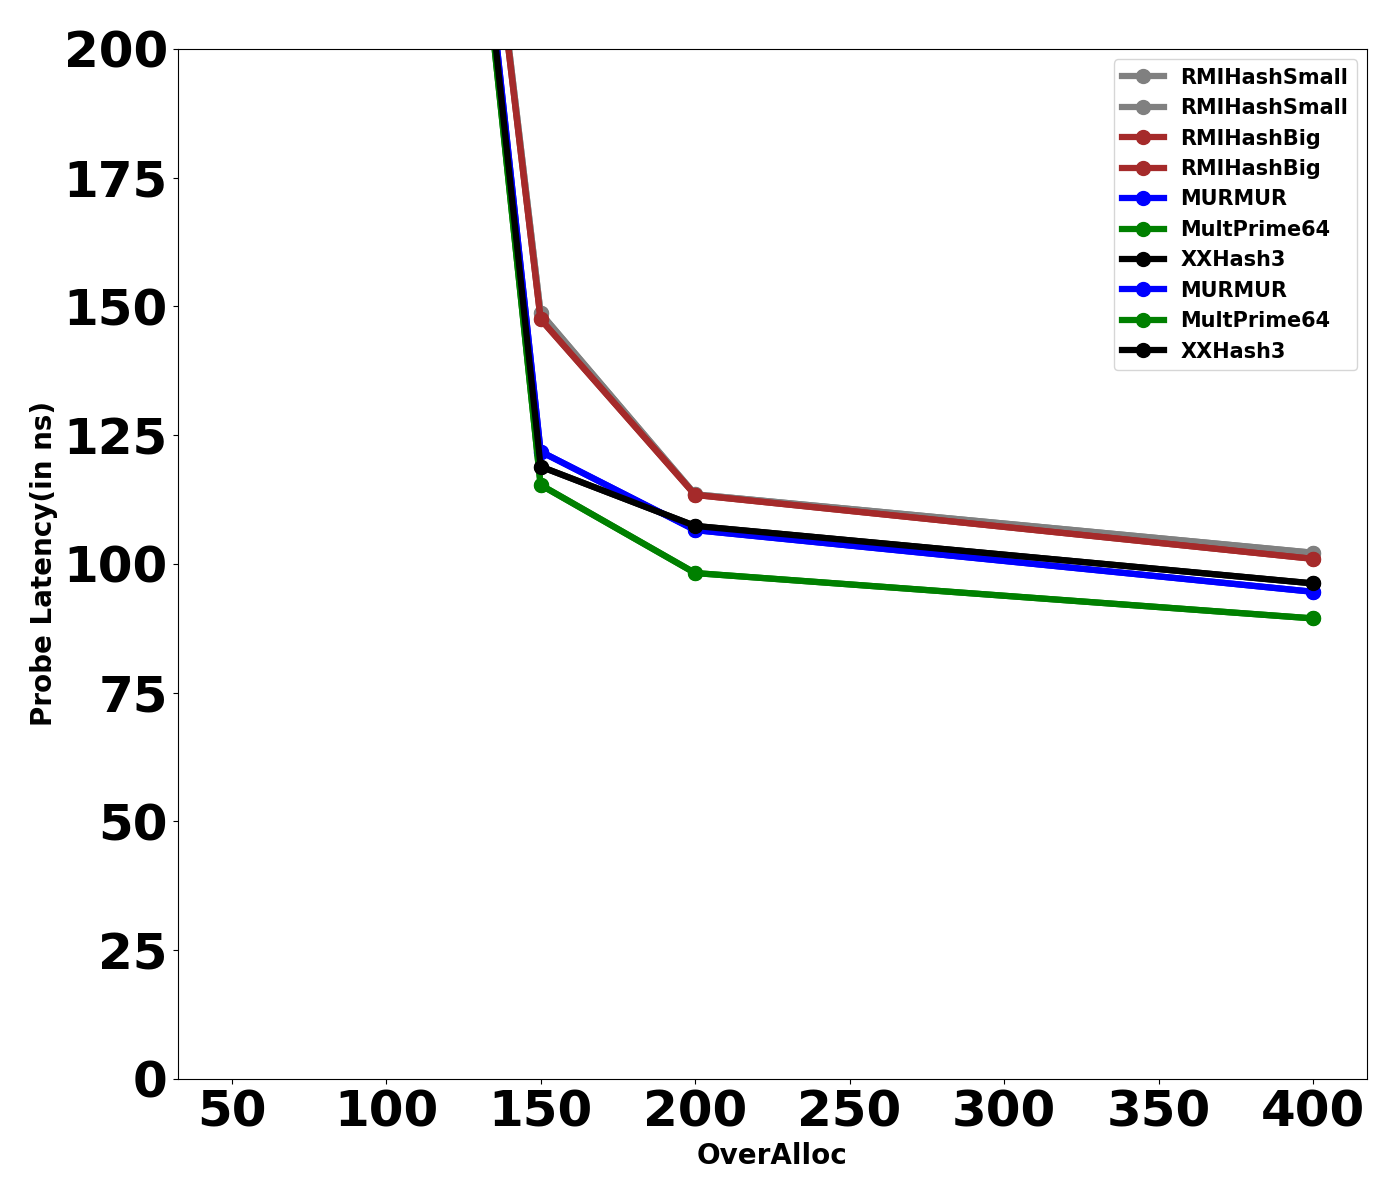 200
175
150
125
100
75
50
25
0
Probe Latency(in ns)
RMIHashSmall
RMIHashSmall
RMIHashBig
RMIHashBig
MURMUR
MultPrime64
XXHash3
MURMUR
MultPrime64
XXHash3
50 100 150 200 250 300 350 400
OverAlloc